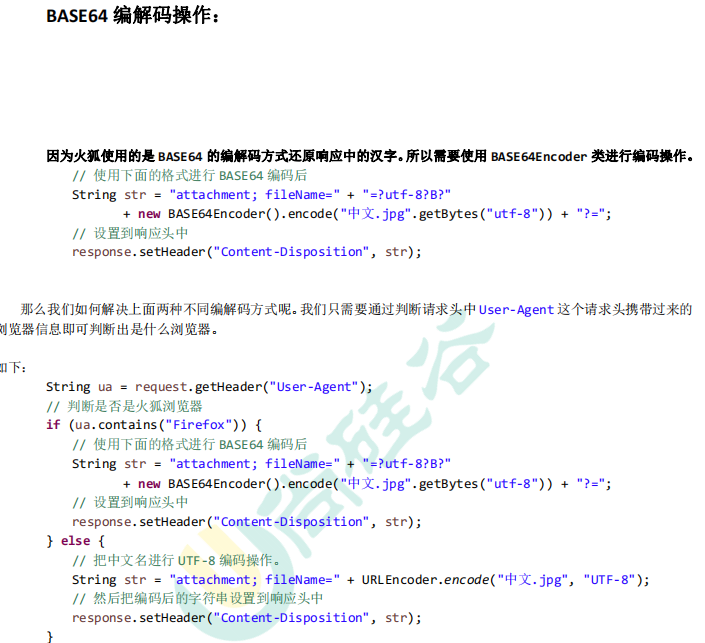 BASE64 编解码操作：
因为火狐使用的是 BASE64 的编解码方式还原响应中的汉字。所以需要使用 BASE64Encoder 类进行编码操作。
// 使用下面的格式进行 BASE64 编码后
String str = "attachment; fileName=" + "=?utf-8?B?"
+ new BASE64Encoder().encode("中文.jpg".getBytes("utf-8")) + "?=";
// 设置到响应头中
response.setHeader("Content-Disposition", str);
那么我们如何解决上面两种不同编解码方式呢。我们只需要通过判断请求头中 User-Agent 这个请求头携带过来的
浏览器信息即可判断出是什么浏览器。
如下：
String ua = request.getHeader("User-Agent");
// 判断是否是火狐浏览器
if (ua.contains("Firefox")) {
// 使用下面的格式进行 BASE64 编码后
String str = "attachment; fileName=" + "=?utf-8?B?"
+ new BASE64Encoder().encode("中文.jpg".getBytes("utf-8")) + "?=";
// 设置到响应头中
response.setHeader("Content-Disposition", str);
} else {
// 把中文名进行 UTF-8 编码操作。
String str = "attachment; fileName=" + URLEncoder.encode("中文.jpg", "UTF-8");
// 然后把编码后的字符串设置到响应头中
response.setHeader("Content-Disposition", str);
}
尚硅谷